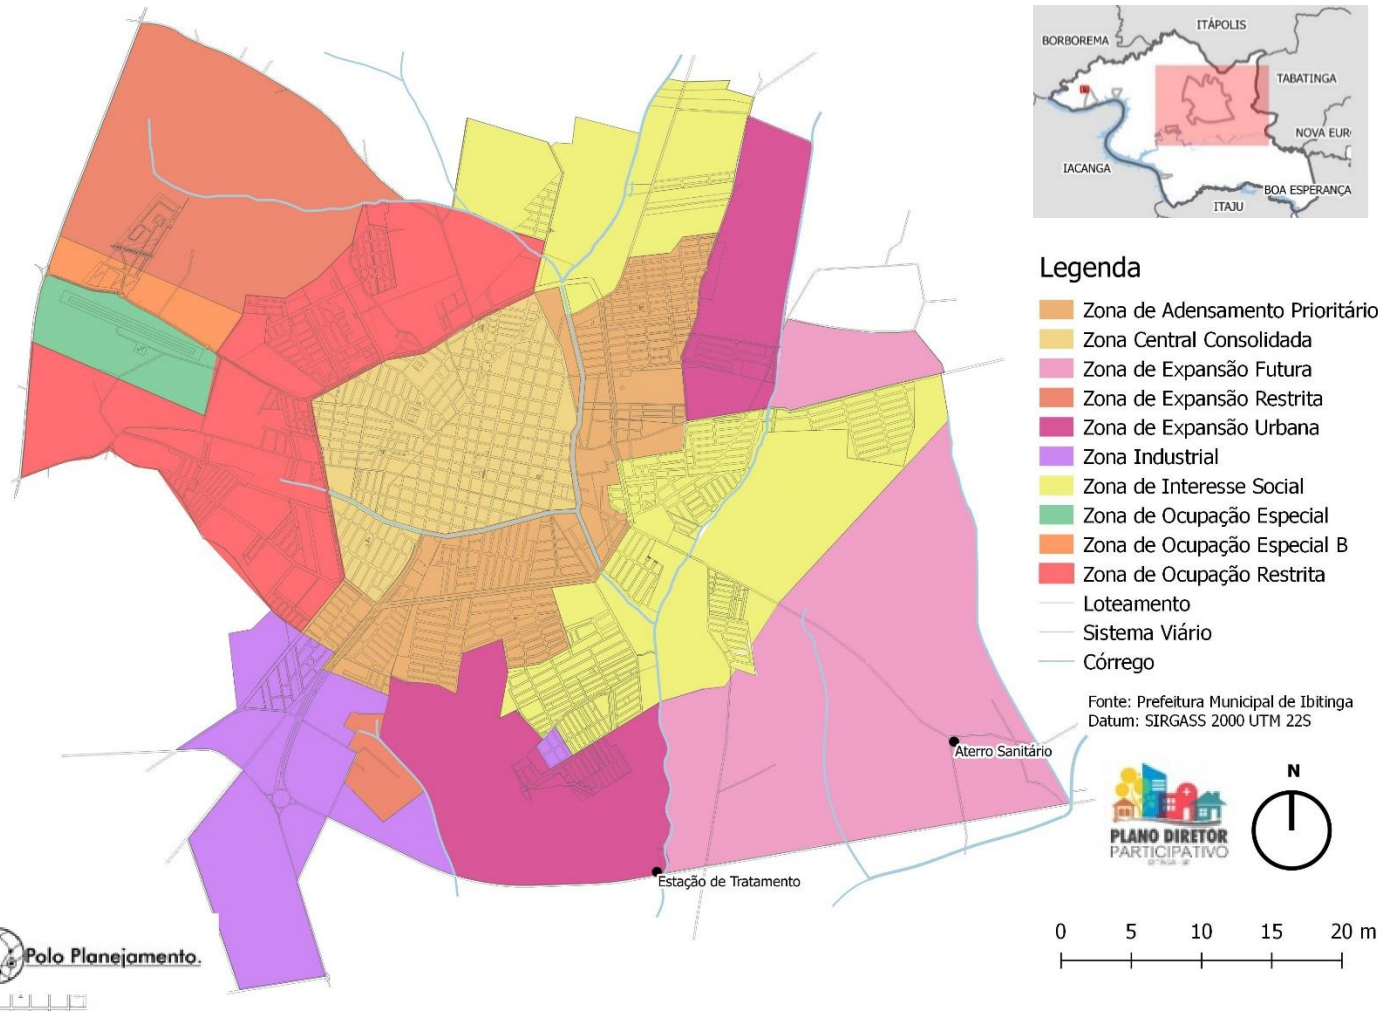 ITÁPOLIS
BORBOREMA
TABATINGA
NOVA EUR
IACANGA
BOA ESPERANÇA
ITAJU
Legenda
Zona de Adensamento Prioritário
Zona Central Consolidada
Zona de Expansão Futura
Zona de Expansão Restrita
Zona de Expansão Urbana
Zona Industrial
Zona de Interesse Social
Zona de Ocupação Especial
Zona de Ocupação Especial B
Zona de Ocupação Restrita
Loteamento
Sistema Viário
Córrego
Fonte: Prefeitura Municipal de Ibitinga
Datum: SIRGASS 2000 UTM 22S
Aterro Sanitário
N
PLANO DIRETOR
PARTICIPATIVO
Estação de Tratamento
0 5 10 15 20 m
Polo Planejamento.